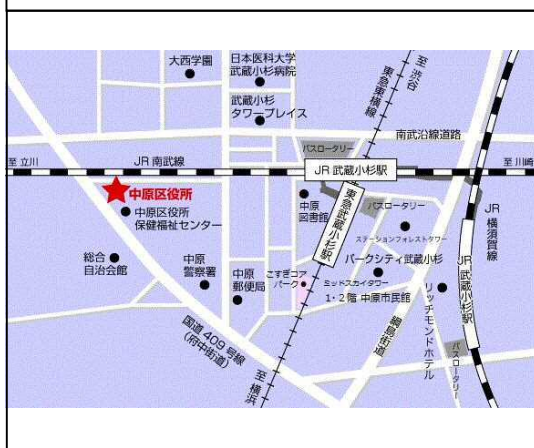 大西学園
日本医科大学
武蔵小杉病院
至 渋谷
東急東横線
武蔵小杉
タワープレイス
南武沿線道路
バスロータリー
至 立川
JR 南武線
JR 武蔵小杉駅
至 川崎
中原区役所
中原区役所
保健福祉センター
中原
図書館
東急武蔵小杉駅
バスロータリー
ステーションフォレストタワー
JR 横須賀線
総合
自治会館
中原
警察署
中原
郵便局
こすぎコア
パーク
パークシティ武蔵小杉
ミッドスカイタワー
1・2階 中原市民館
JR 武蔵小杉駅
リッチモンドホテル
綱島街道
国道 409 号線
(府中街道)
至 横浜
バスロータリー